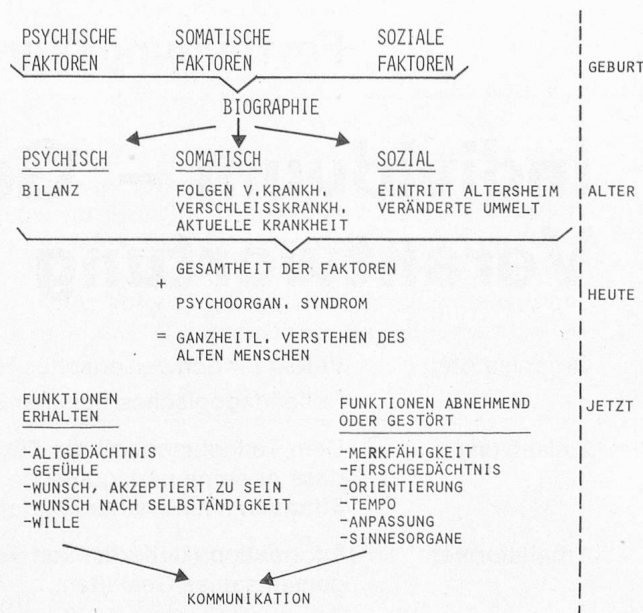 PSYCHISCHE FAKTOREN
SOMATISCHE FAKTOREN
SOZIALE FAKTOREN
GEBURT
BIOGRAPHIE
PSYCHISCH
BILANZ
SOMATISCH
FOLGEN V.KRANKH.
VERSCHLEISSKRANKH.
AKTUELLE KRANKHEIT
SOZIAL
EINTRITT ALTERSHEIM
VERÄNDERTE UMWELT
ALTER
GESAMTHEIT DER FAKTOREN
+
PSYCHOORGAN. SYNDROM
= GANZHEITL. VERSTEHEN DES
ALTEN MENSCHEN
HEUTE
FUNKTIONEN
ERHALTEN
-ALTGEDÄCHTNIS
-GEFÜHLE
-WUNSCH, AKZEPTIERT ZU SEIN
-WUNSCH NACH SELBSTÄNDIGKEIT
-WILLE
FUNKTIONEN ABNEHMEND
ODER GESTÖRT
-MERKFÄHIGKEIT
-FIRSCHGEDÄCHTNIS
-ORIENTIERUNG
-TEMPO
-ANPASSUNG
-SINNESORGANE
JETZT
KOMMUNIKATION